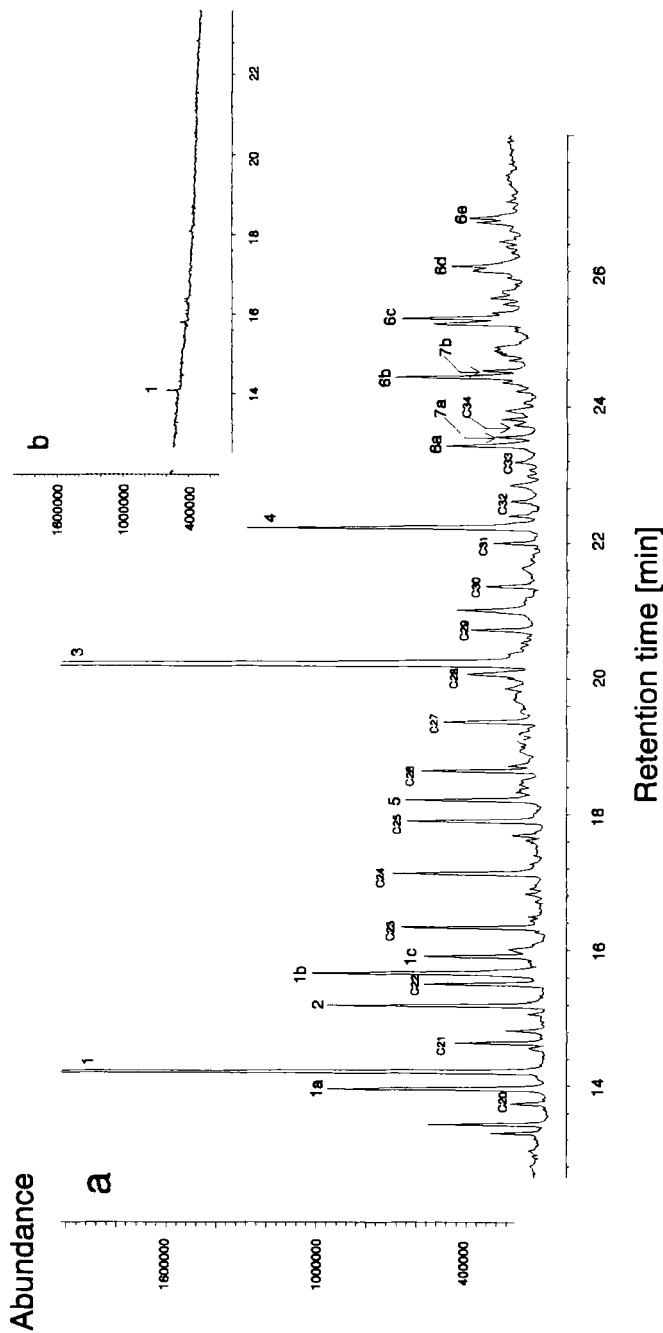 Abundance
a
1600000
1000000
400000
C20
1a
1
C21
2
C22
1b
1c
C23
C24
C25
5
C26
C27
C28
3
C29
C30
C31
4
C32
C33
6a
7a
C34
6b
7b
6c
6d
6e
14
16
18
20
22
24
26
Retention time [min]
b
1600000
1000000
400000
1
14
16
18
20
22